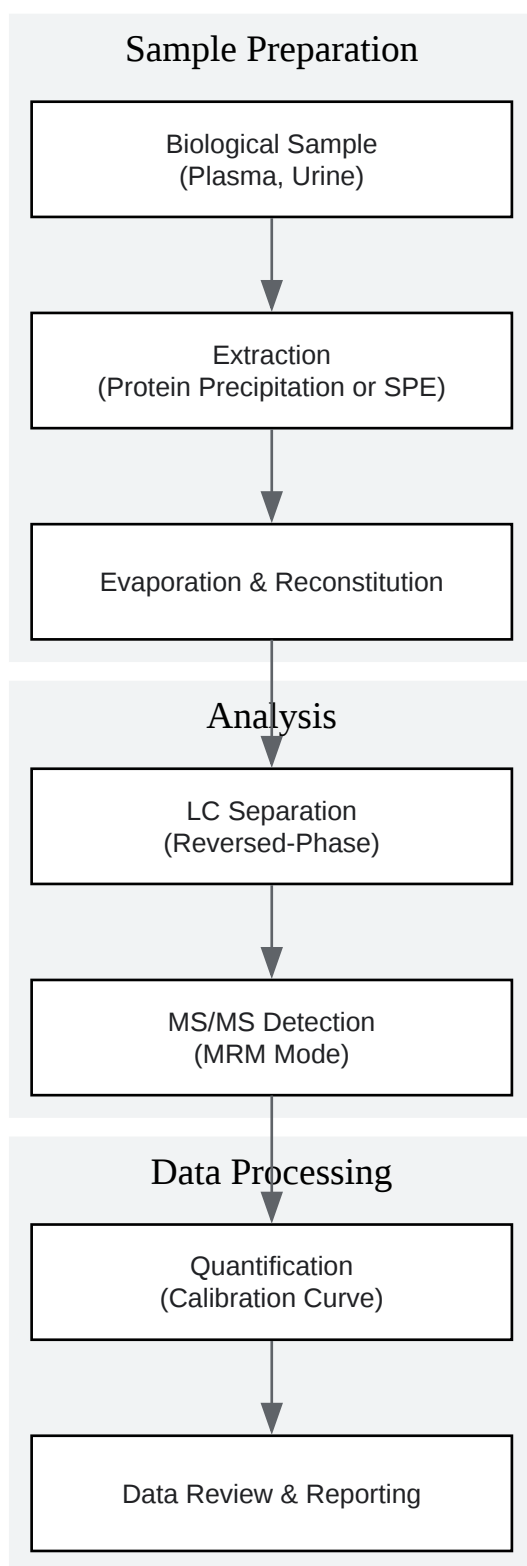 Sample Preparation
Biological Sample
(Plasma, Urine)
Extraction
(Protein Precipitation or SPE)
Evaporation & Reconstitution
Analysis
LC Separation
(Reversed-Phase)
MS/MS Detection
(MRM Mode)
Data Processing
Quantification
(Calibration Curve)
Data Review & Reporting